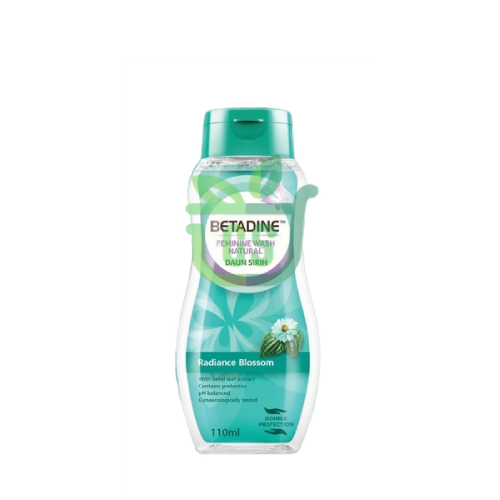 BETADINE™
FEMININE WASH
NATURAL
DAUN SIRIH
Radiance Blossom
With betel leaf extract
Contains prebiotics
pH balanced
Gynaecologically tested
DOUBLE
PROTECTION
110ml